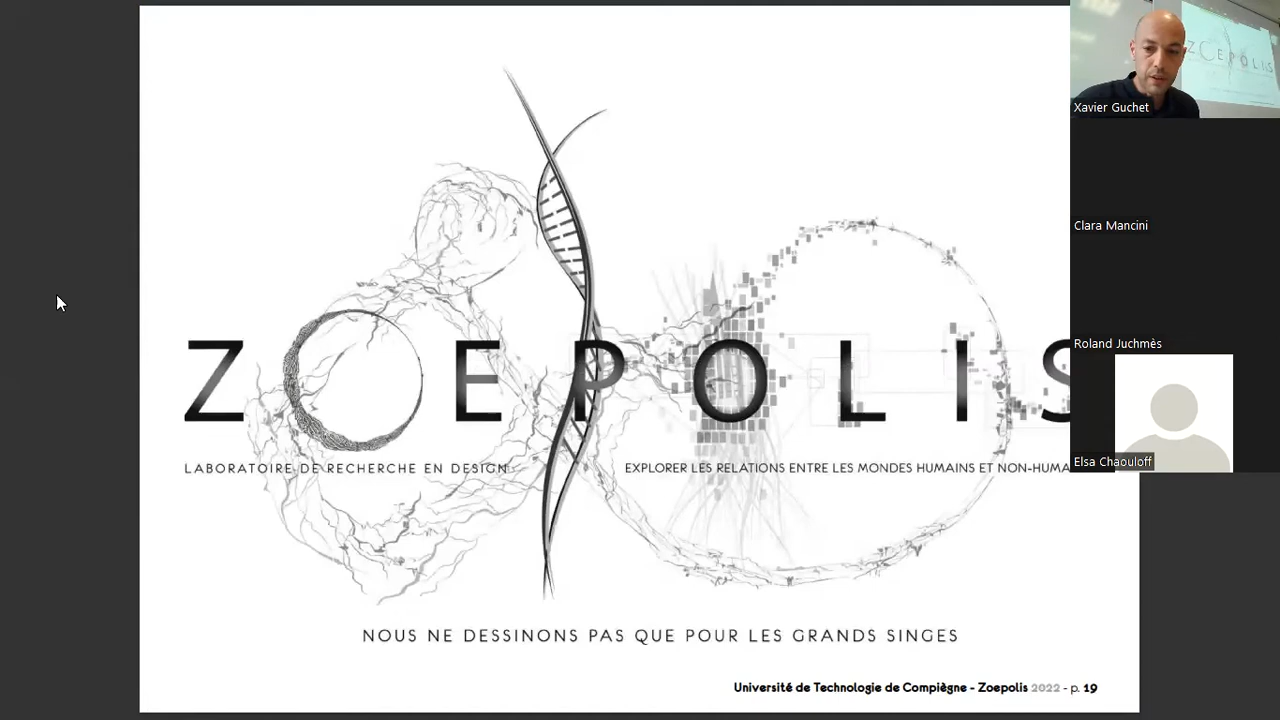 ZOEPOLIS
LABORATOIRE DE RECHERCHE EN DESIGN
EXPLORER LES RELATIONS ENTRE LES MONDES HUMAINS ET NON-HUMA
NOUS NE DESSINONS PAS QUE POUR LES GRANDS SINGES
Université de Technologie de Compiègne - Zoepolis 2022 - p. 19
ZOEPOLIS
Xavier Guchet
Clara Mancini
Roland Juchmès
Elsa Chaouloff